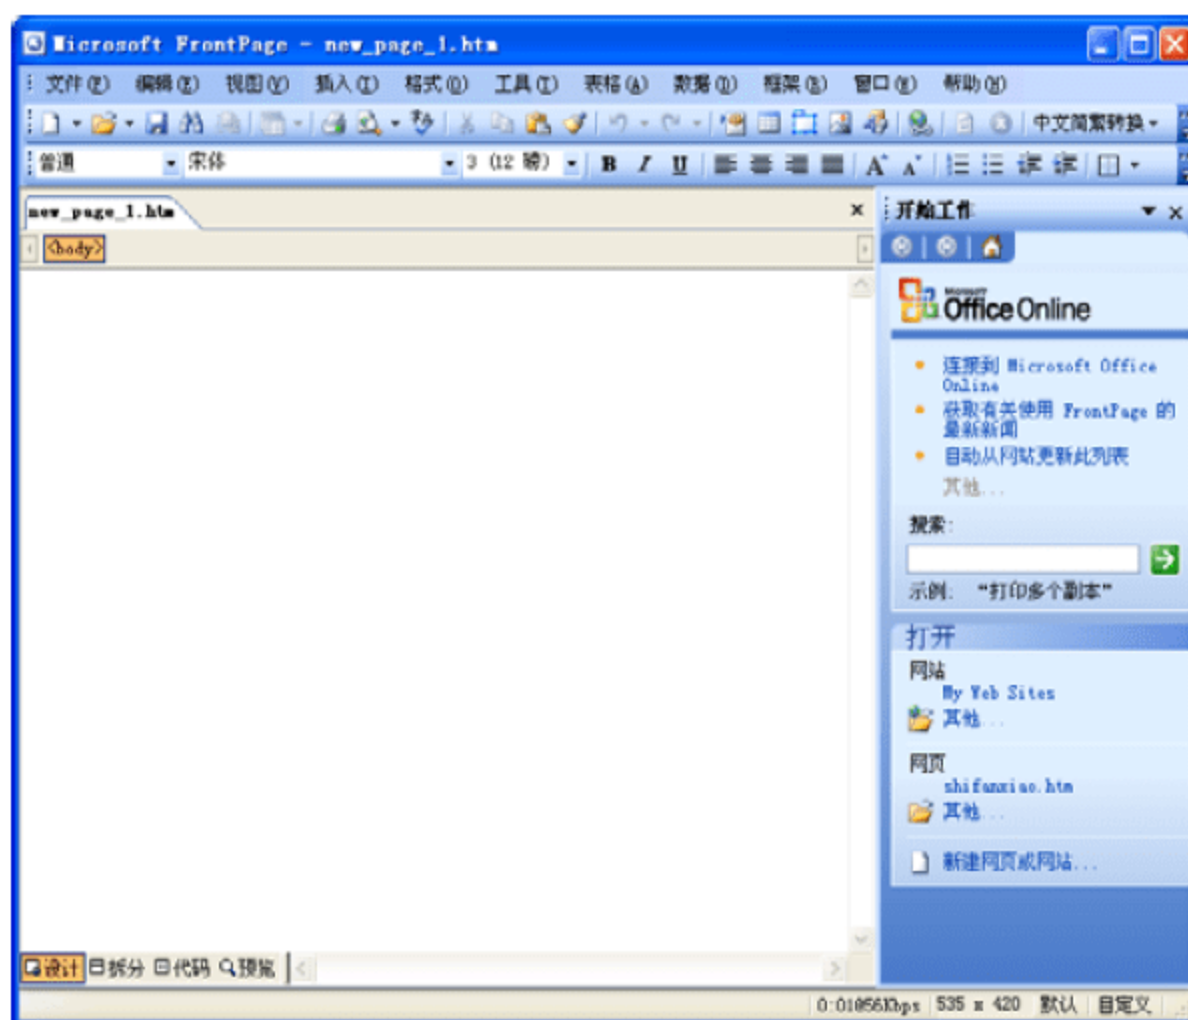 Microsoft FrontPage - new_page_1.htm
文件(F) 编辑(E) 视图(V) 插入(I) 格式(O) 工具(T) 表格(A) 数据(D) 框架(R) 窗口(W) 帮助(H)
中文简繁转换
普通 宋体 3 (12 磅) B I U A A
new_page_1.htm
开始工作
<body>
Microsoft
Office Online
连接到 Microsoft Office
Online
获取有关使用 FrontPage 的
最新新闻
自动从网站更新此列表
其他...
搜索:
示例: "打印多个副本"
打开
网站
My Web Sites
其他...
网页
shifanxiao.htm
其他...
新建网页或网站...
设计 拆分 代码 预览
0:01@56Kbps 535 x 420 默认 自定义